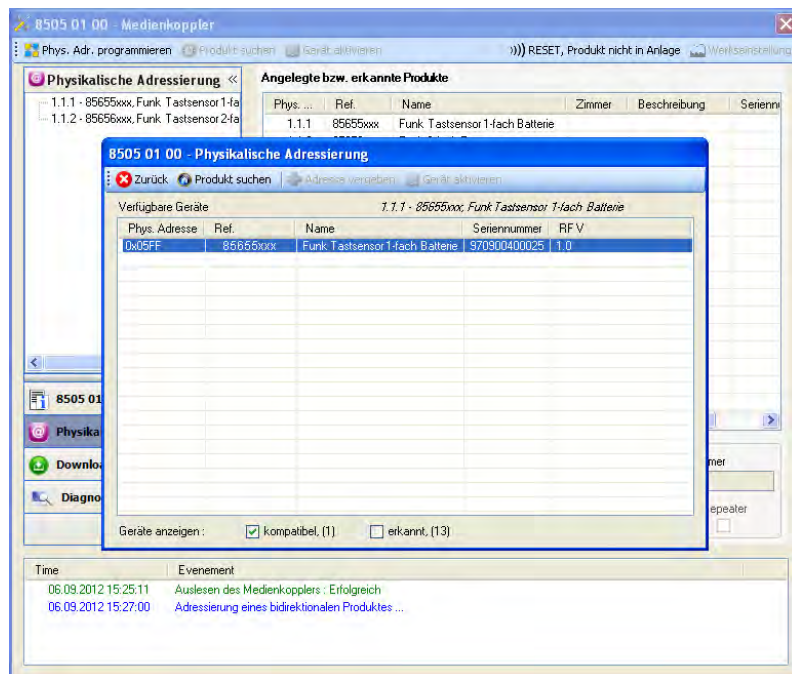 8505 01 00 - Medienkoppler
Phys. Adr. programmieren Produkt suchen Gerät aktivieren ))) RESET, Produkt nicht in Anlage Werkseinstellung
Physikalische Adressierung «
1.1.1 - 85655xxx, Funk Tastsensor 1-fa
1.1.2 - 85656xxx, Funk Tastsensor 2-fa
Angelegte bzw. erkannte Produkte
Phys. ... Ref. Name Zimmer Beschreibung Serienn
1.1.1 85655xxx Funk Tastsensor 1-fach Batterie
8505 01 00 - Physikalische Adressierung
Zurück Produkt suchen Adresse vergeben Gerät aktivieren
Verfügbare Geräte 1.1.1 - 85655xxx, Funk Tastsensor 1-fach Batterie
Phys. Adresse Ref. Name Seriennummer RF V
0x05FF 85655xxx Funk Tastsensor 1-fach Batterie 970900400025 1.0
Geräte anzeigen : kompatibel, (1) erkannt, (13)
8505 01
Physika
Downloa
Diagno
mer
epeater
Time Evenement
06.09.2012 15:25:11 Auslesen des Medienkopplers : Erfolgreich
06.09.2012 15:27:00 Adressierung eines bidirektionalen Produktes ...